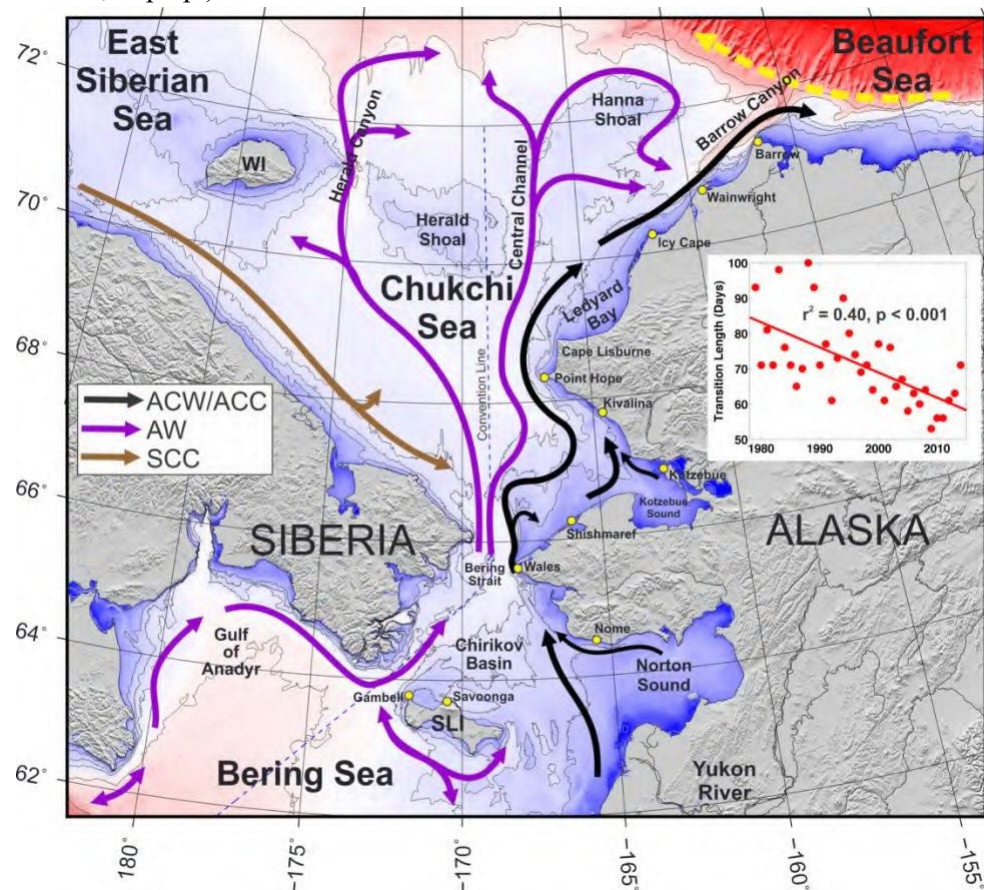 East
Siberian
Sea
Beaufort
Sea
72°
70°
68°
66°
64°
62°
WI
Herald Canyon
Hanna
Shoal
Barrow Canyon
Barrow
Wainwright
Icy Cape
Herald
Shoal
Central Channel
Chukchi
Sea
Convention Line
Ledyard
Bay
Cape Lisburne
Point Hope
Kivalina
Kotzebue
Kotzebue
Sound
Shishmaref
ACW/ACC
AW
SCC
Transition Length (Days)
100
90
80
70
60
50
r² = 0.40, p < 0.001
1980
1990
2000
2010
SIBERIA
ALASKA
Bering
Strait
Wales
Gulf
of
Anadyr
Chirikov
Basin
Nome
Norton
Sound
Gambell
Savoonga
SLI
Bering Sea
Yukon
River
180°
-175°
-170°
-165°
-160°
-155°